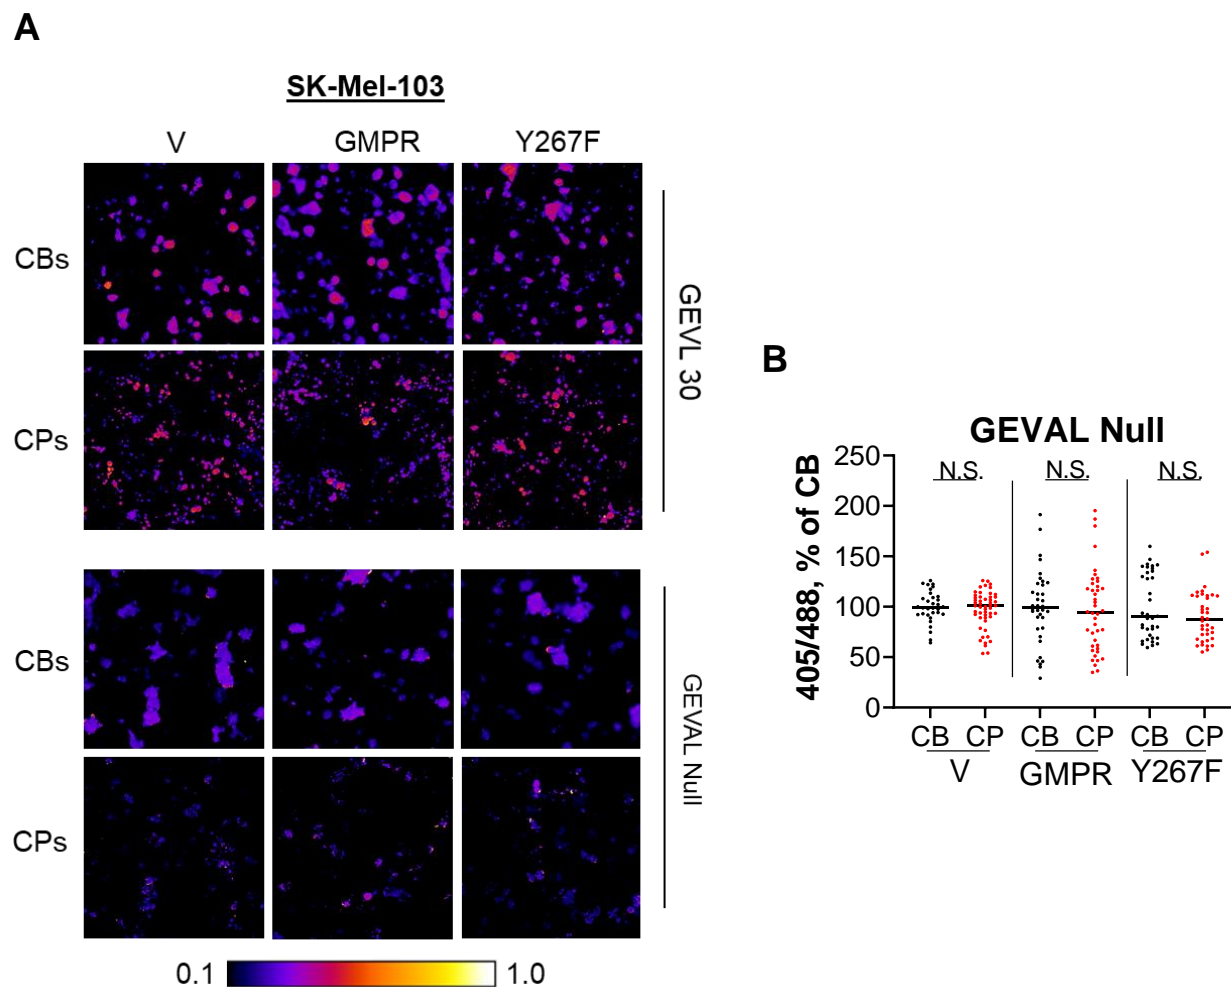 A
SK-Mel-103
V GMPR Y267F
CBs
CPs
GEVL 30
CBs
CPs
GEVAL Null
0.1 1.0
B
GEVAL Null
405/488, % of CB
250
200
150
100
50
0
N.S. N.S. N.S.
CB CP CB CP CB CP
V GMPR Y267F